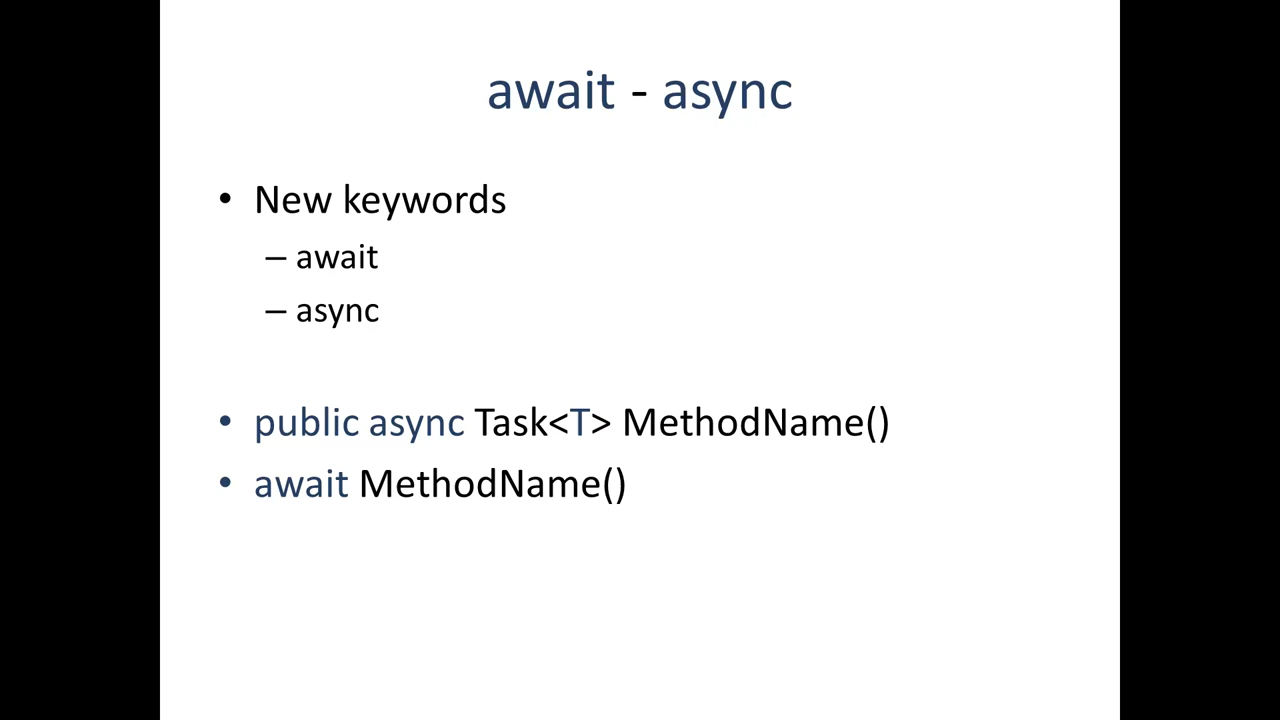 await - async
• New keywords
– await
– async
• public async Task<T> MethodName()
• await MethodName()